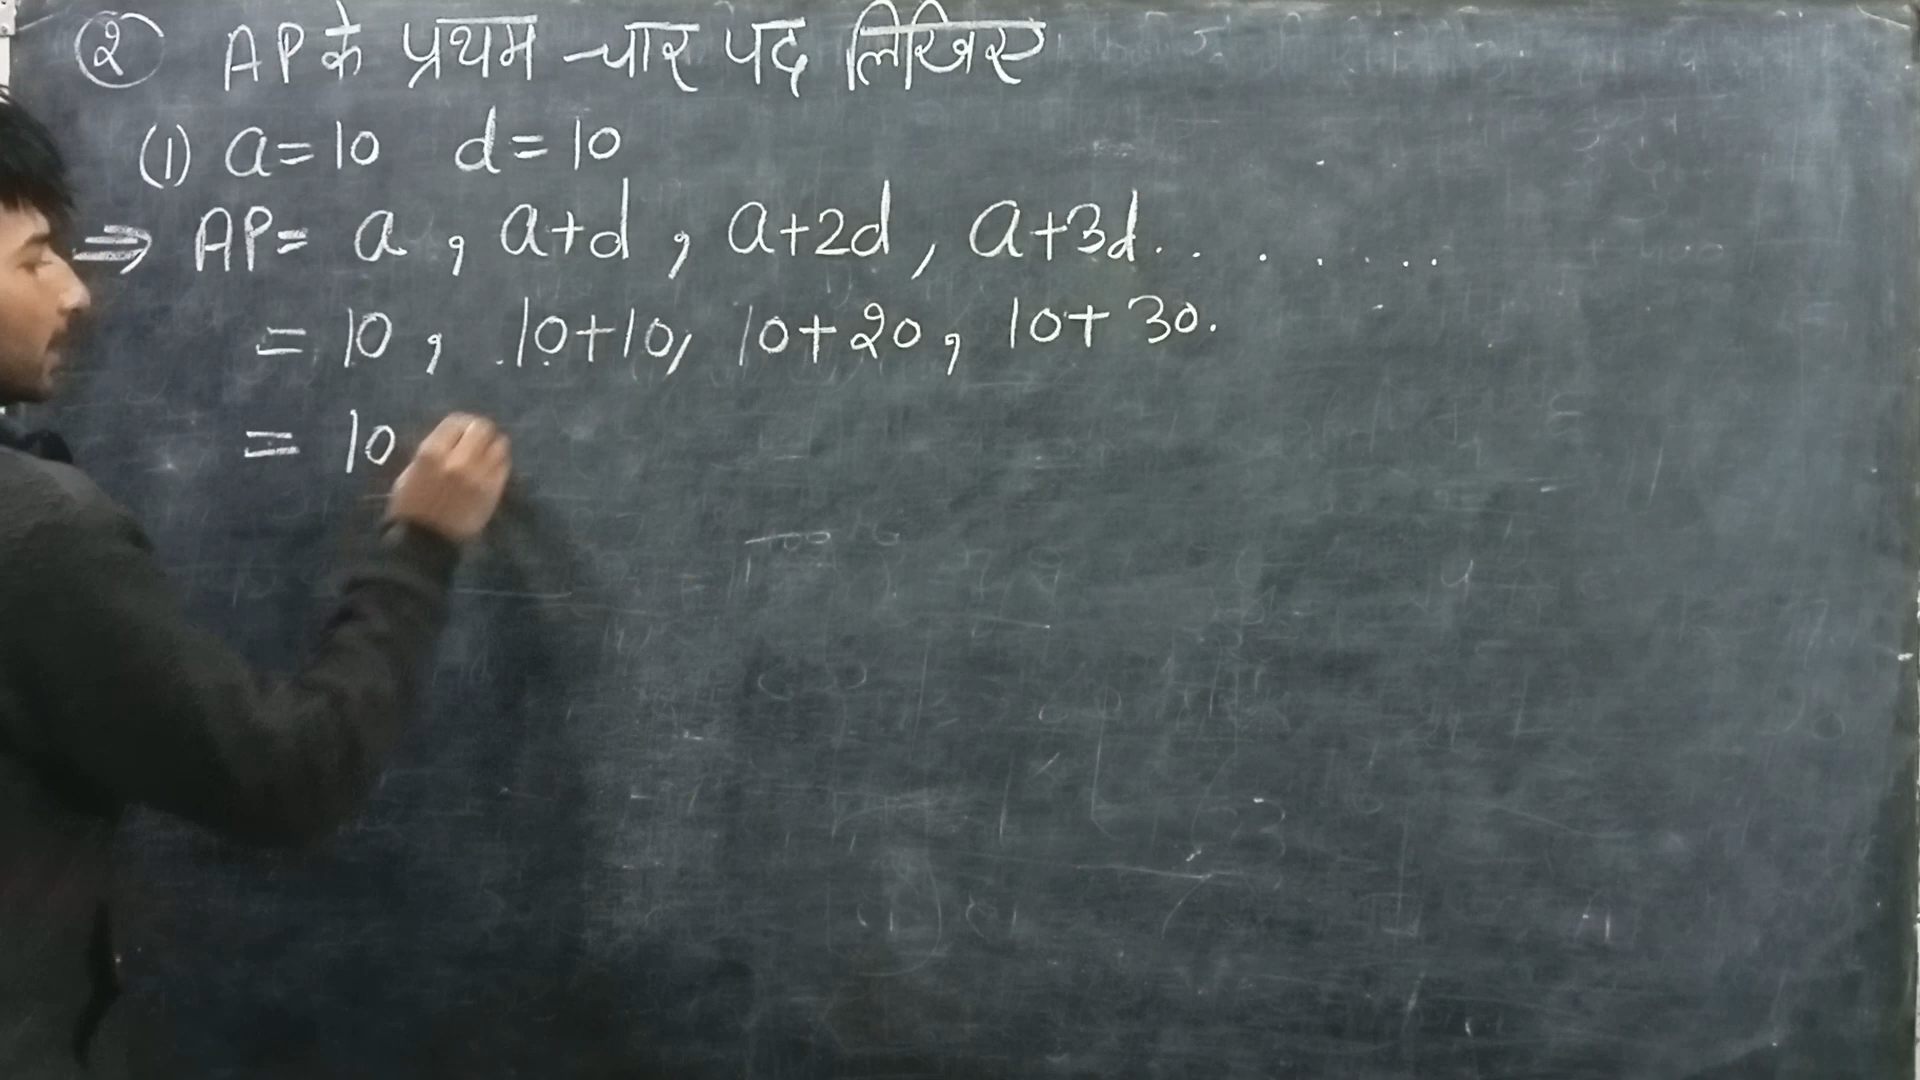 २ AP के प्रथम चार पद लिखिए
(1) a=10 d=10
⇒ AP= a , a+d , a+2d , a+3d. . . . . . . .
= 10 , 10+10, 10+20 , 10+30.
= 10